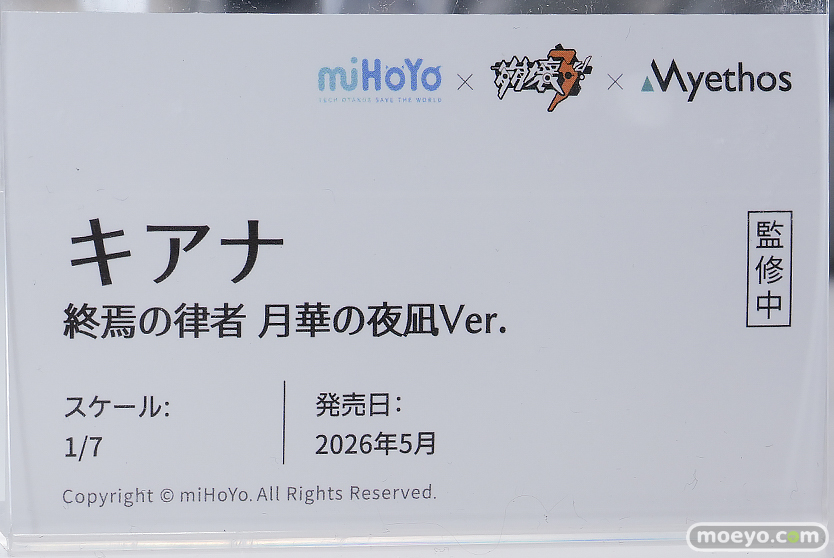 miHoYo × 崩壊3rd × Myethos
TECH OTAKUS SAVE THE WORLD
キアナ
監修中
終焉の律者 月華の夜凪Ver.
スケール:
1/7
発売日:
2026年5月
Copyright © miHoYo. All Rights Reserved.
moeyo.com